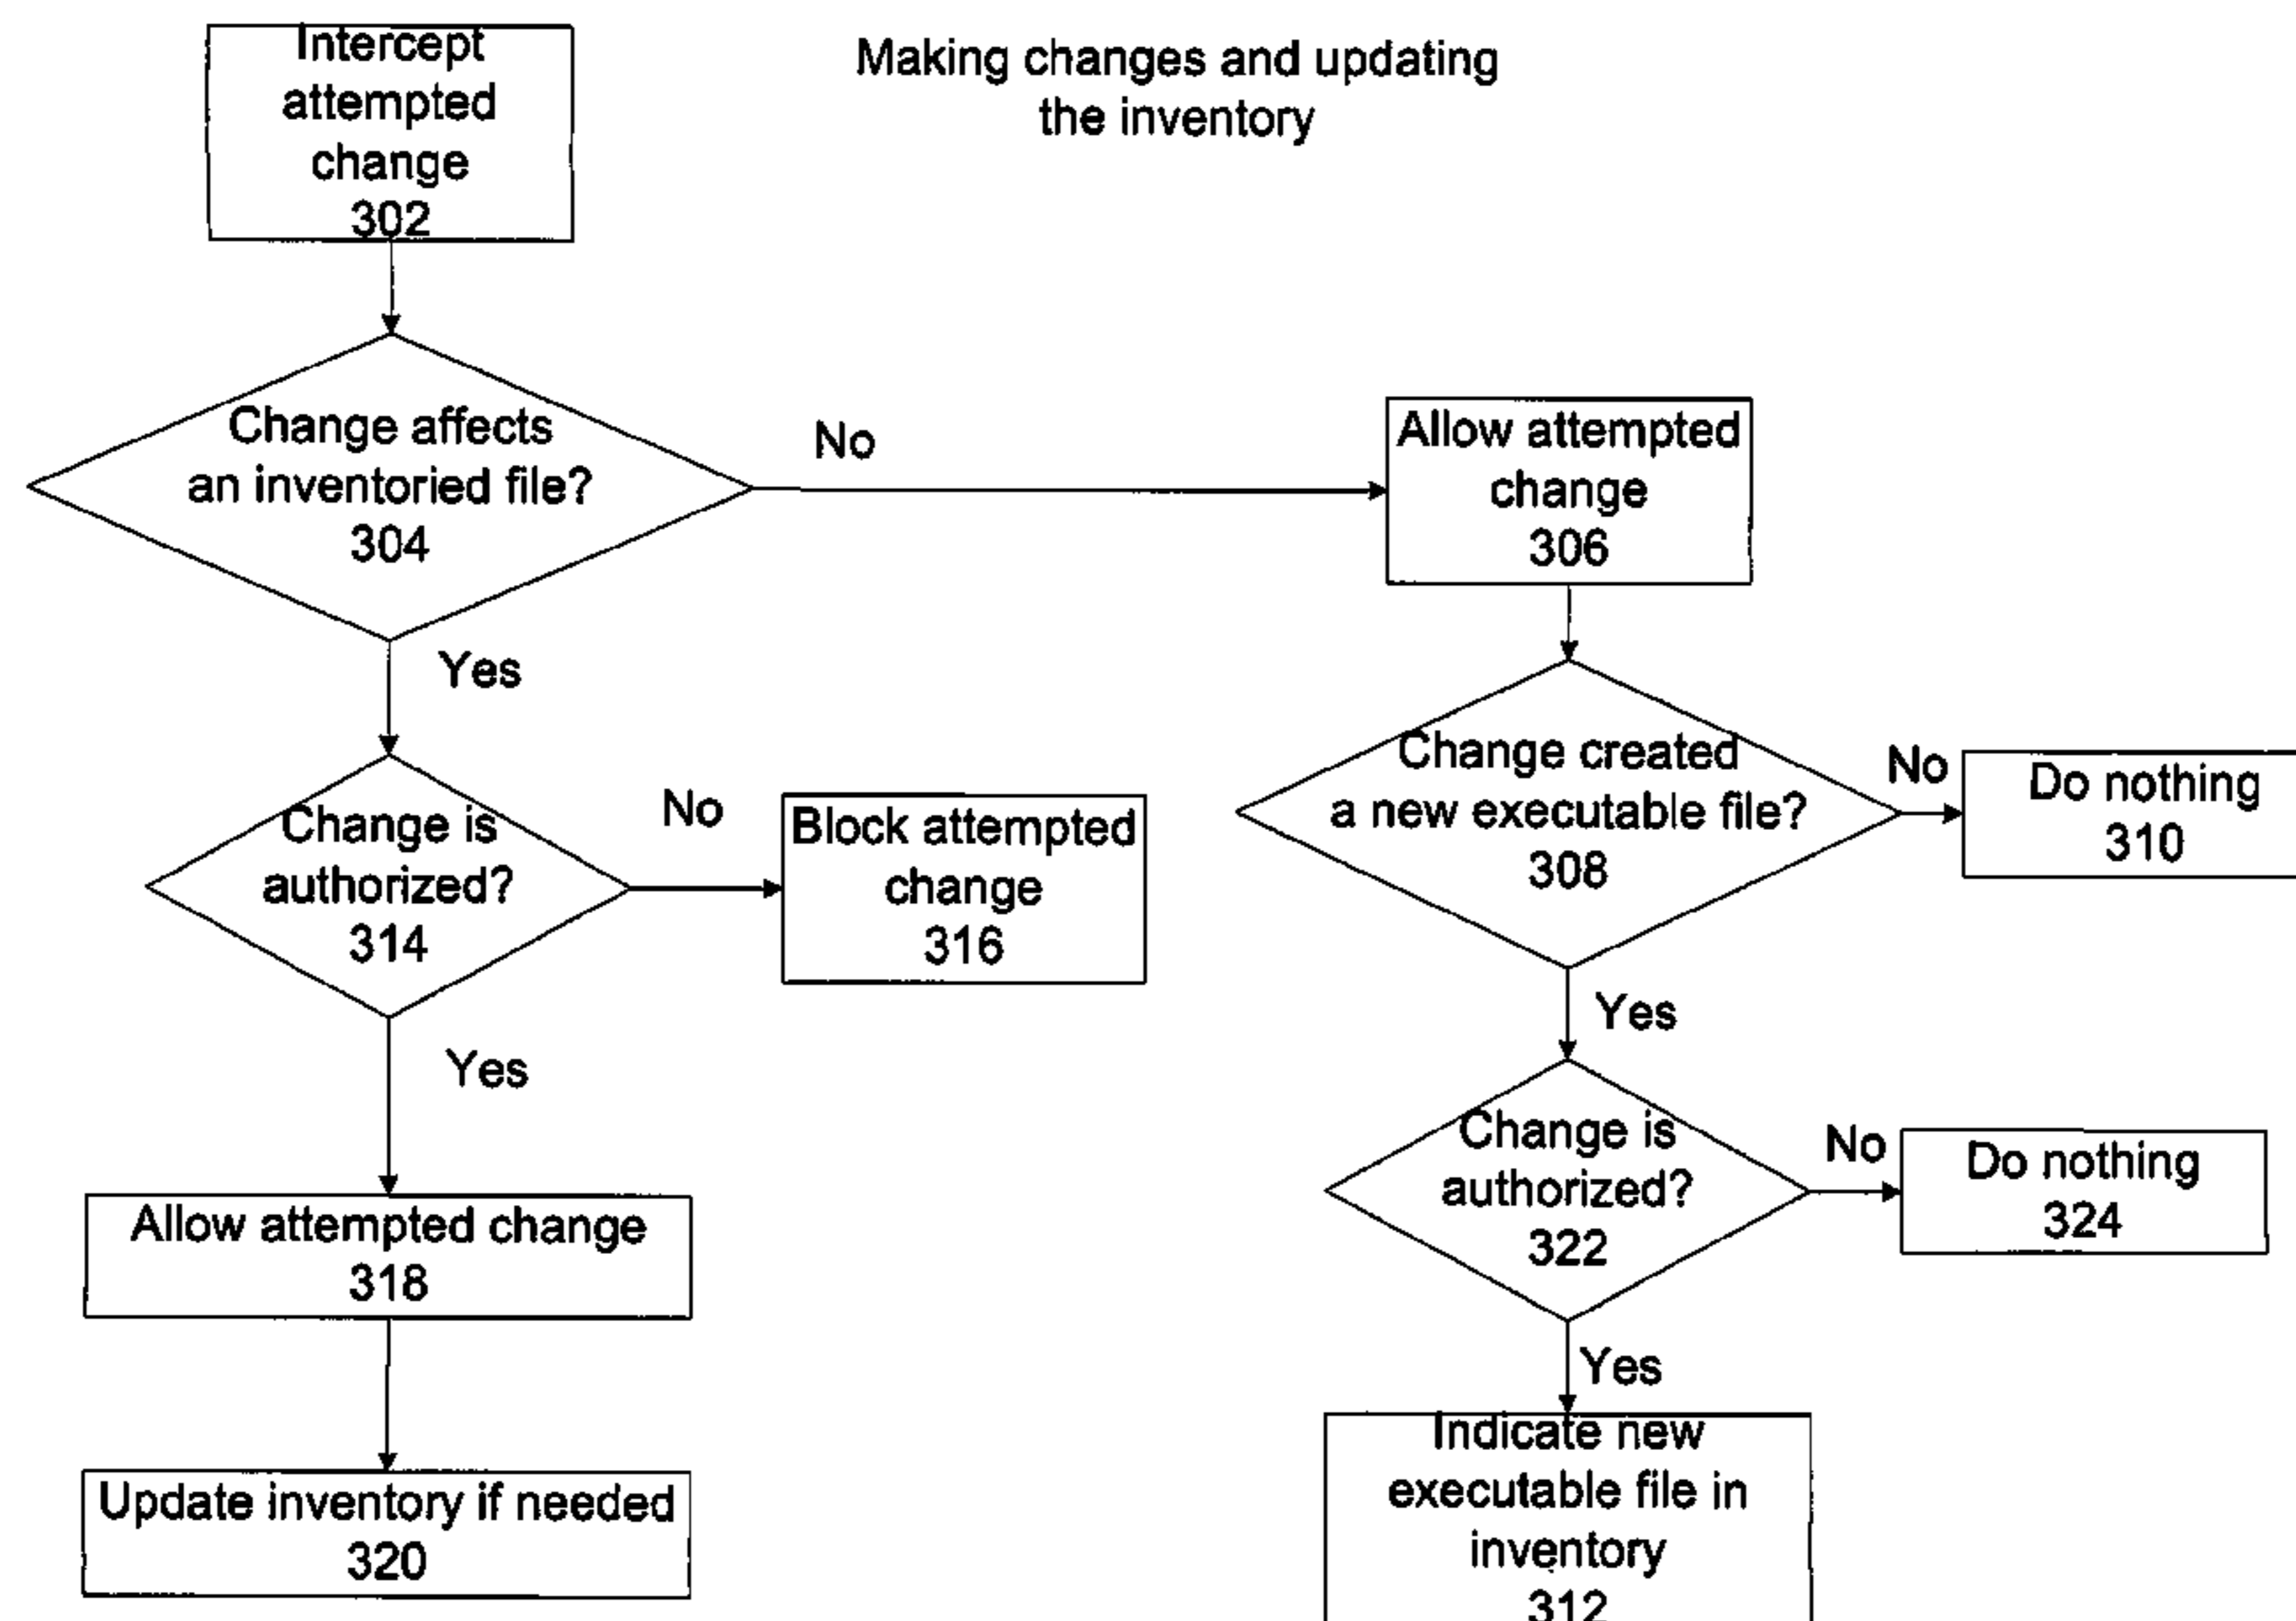 Intercept
attempted
change
302
Making changes and updating
the inventory
Change affects
an inventoried file?
304
No
Allow attempted
change
306
Yes
Change created
a new executable file?
308
No
Do nothing
310
Change is
authorized?
314
No
Block attempted
change
316
Yes
Change is
authorized?
322
No
Do nothing
324
Yes
Allow attempted change
318
Yes
Indicate new
executable file in
inventory
312
Update inventory if needed
320